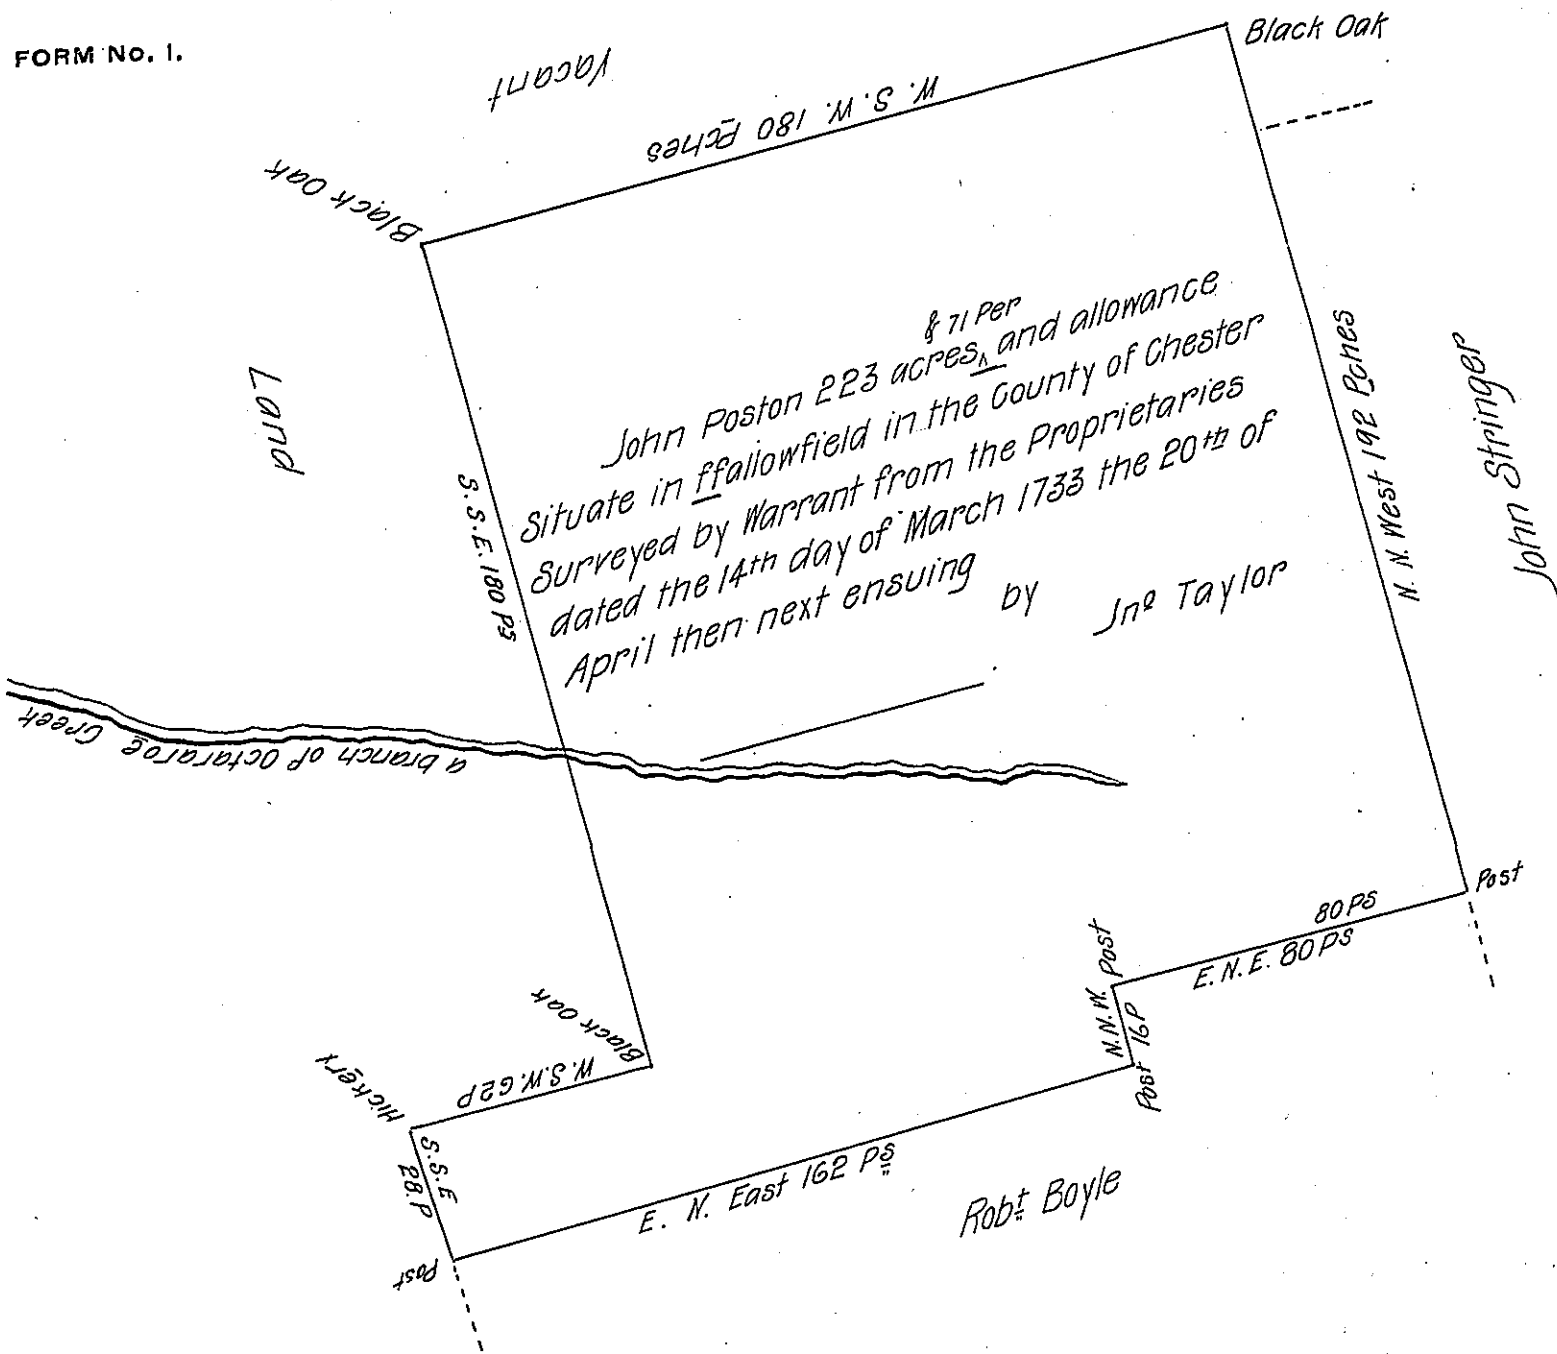 FORM No. 1.
Vacant
Land
Black Oak
W. S. W. 180 Pches
Black Oak
N. N. West 192 Pches
John Stringer
& 71 Per
John Poston 223 acres ^ and allowance
Situate in ffallowfield in the County of Chester
Surveyed by Warrant from the Proprietaries
dated the 14th day of March 1733 the 20th of
April then next ensuing
by Jno Taylor
S.S.E. 180 Ps
a branch of Octararoe Creek
Post
80 Ps
E. N. E. 80 Ps
Post
N.N.W.
16 P
Post
Black Oak
W.S.W. 62 P
Hickery
S.S.E
28.P
Post
E. N. East 162 Ps
Robt Boyle